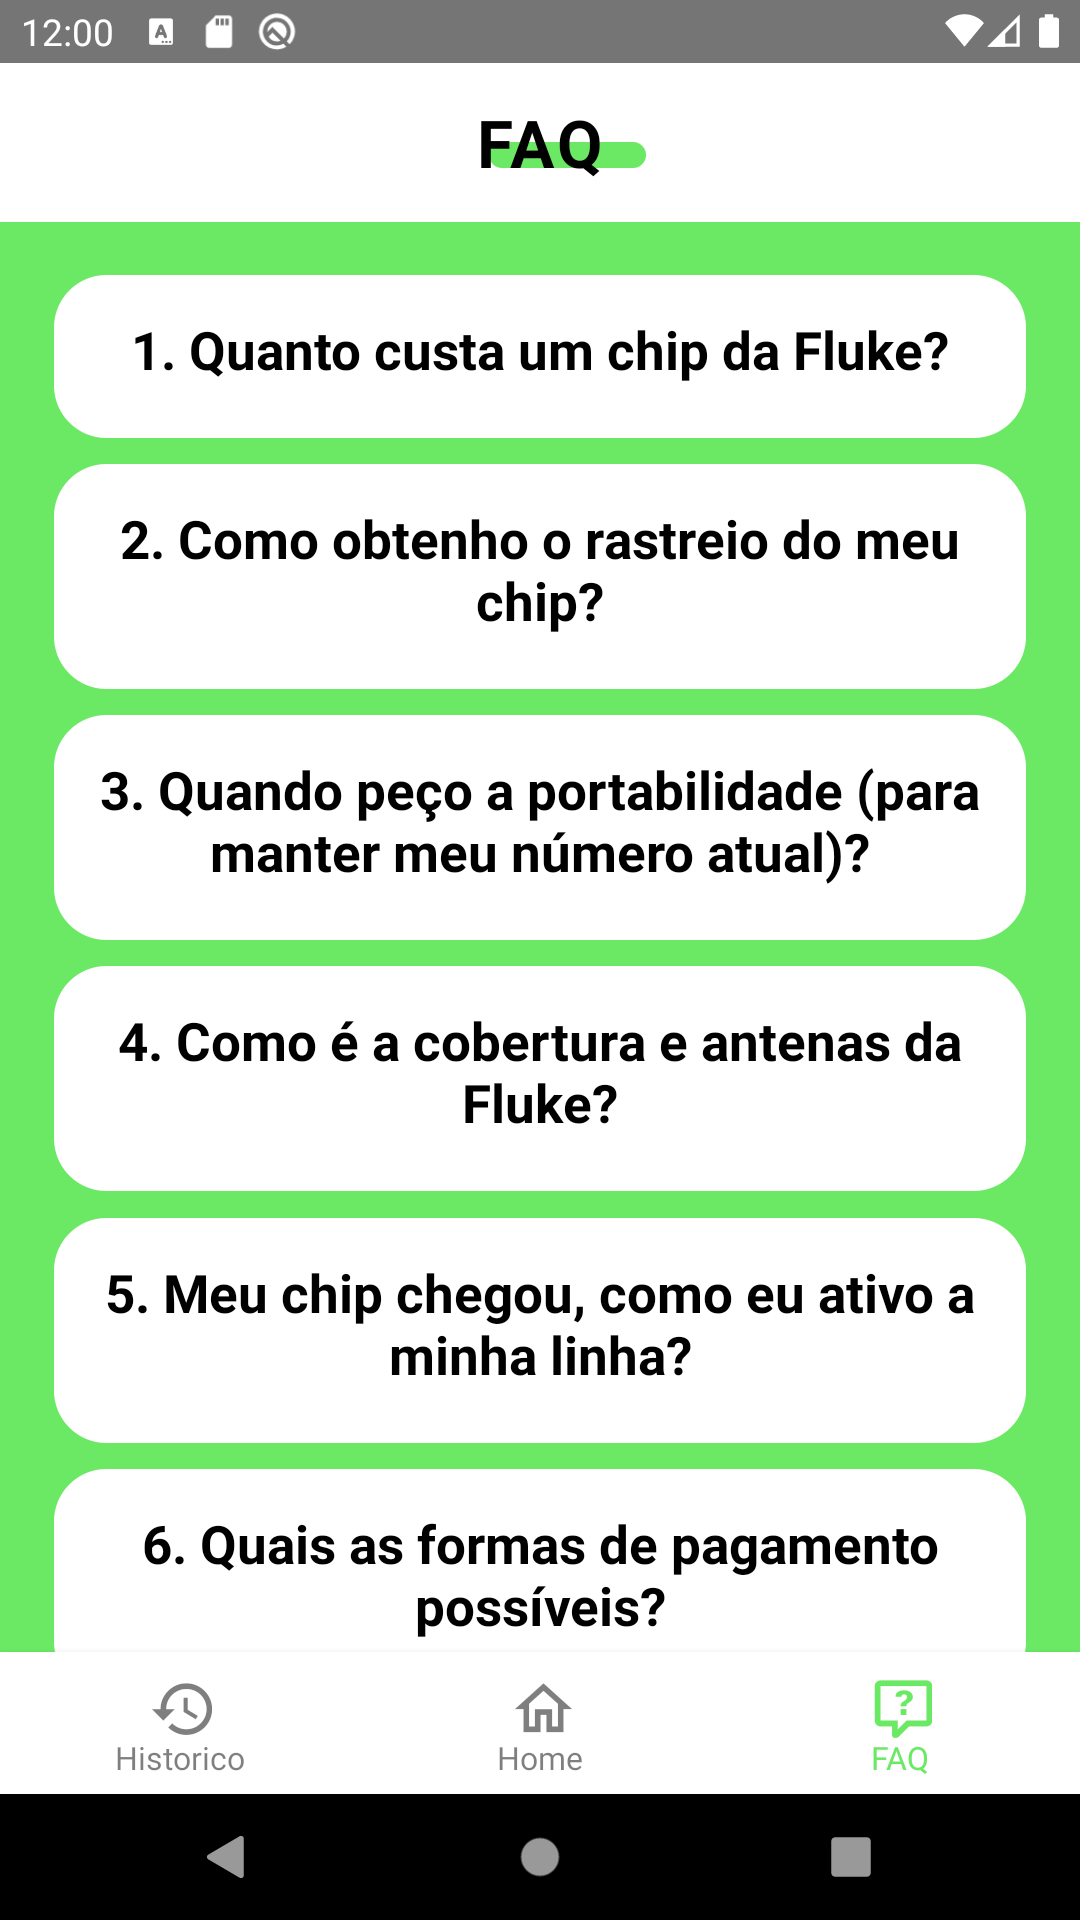 12:00
FAQ
1. Quanto custa um chip da Fluke?
2. Como obtenho o rastreio do meu
chip?
3. Quando peço a portabilidade (para
manter meu número atual)?
4. Como é a cobertura e antenas da
Fluke?
5. Meu chip chegou, como eu ativo a
minha linha?
6. Quais as formas de pagamento
possíveis?
Historico
Home
FAQ